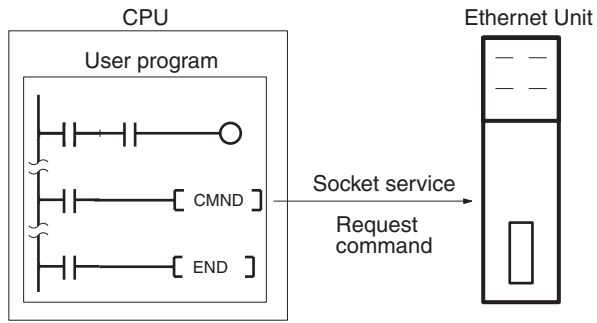 CPU
Ethernet Unit
User program
CMND
Socket service
Request
command
END